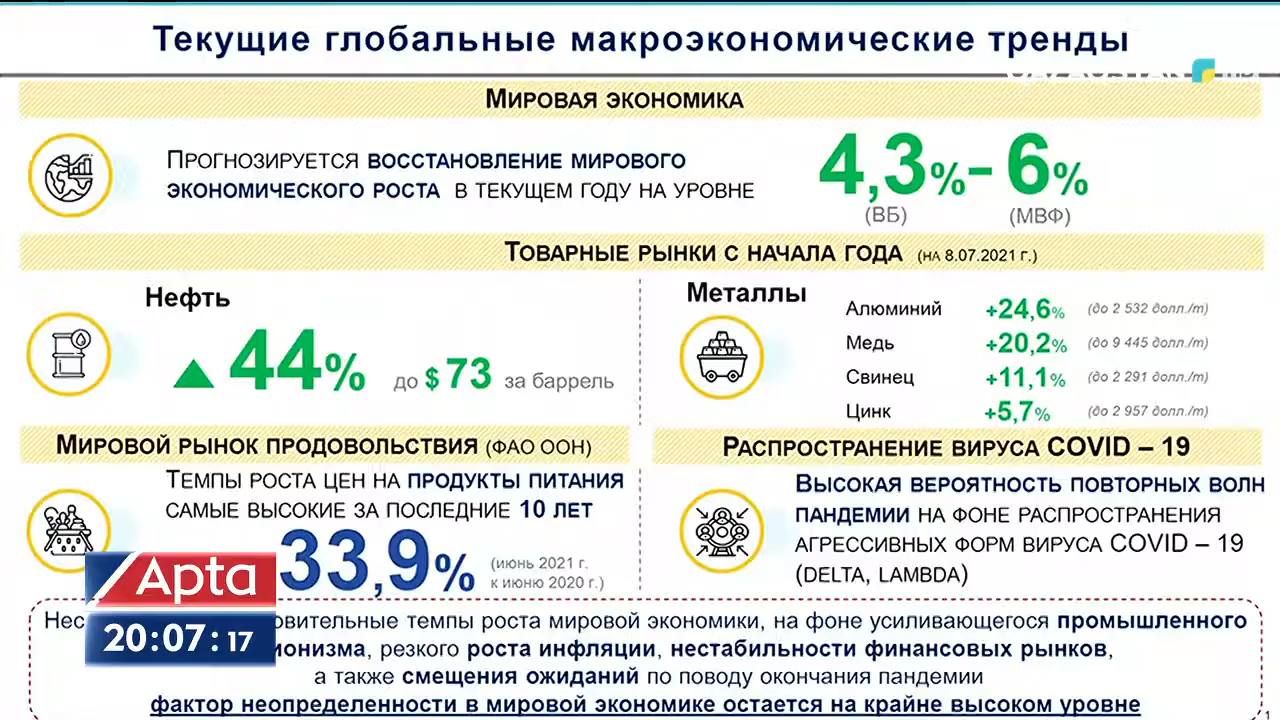 Текущие глобальные макроэкономические тренды
QAZAQSTAN
Мировая экономика
Прогнозируется восстановление мирового
экономического роста в текущем году на уровне
4,3% - 6%
(ВБ) (МВФ)
Товарные рынки с начала года (на 8.07.2021 г.)
Нефть
44% до $ 73 за баррель
Металлы
Алюминий +24,6% (до 2 532 долл./т)
Медь +20,2% (до 9 445 долл./т)
Свинец +11,1% (до 2 291 долл./т)
Цинк +5,7% (до 2 957 долл./т)
Мировой рынок продовольствия (ФАО ООН)
Темпы роста цен на продукты питания
самые высокие за последние 10 лет
33,9% (июнь 2021 г.
к июню 2020 г.)
Распространение вируса COVID – 19
Высокая вероятность повторных волн
пандемии на фоне распространения
агрессивных форм вируса COVID – 19
(DELTA, LAMBDA)
Арта
20:07:17
темпы роста мировой экономики, на фоне усиливающегося промышленного
резкого роста инфляции, нестабильности финансовых рынков,
а также смещения ожиданий по поводу окончания пандемии
фактор неопределенности в мировой экономике остается на крайне высоком уровне
1